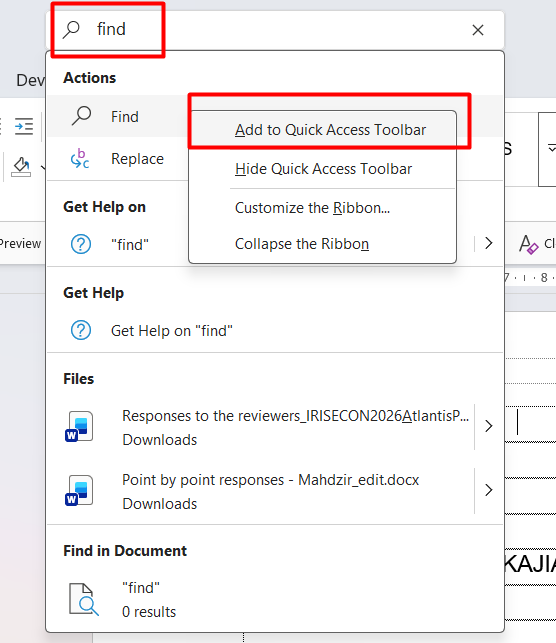 find
Dev
Actions
Find
Add to Quick Access Toolbar
S
Replace
Hide Quick Access Toolbar
Get Help on
Customize the Ribbon...
Preview
"find"
Collapse the Ribbon
Cl
7 · ı · 8 ·
Get Help
Get Help on "find"
Files
Responses to the reviewers_IRISECON2026AtlantisP...
W
Downloads
Point by point responses - Mahdzir_edit.docx
W
Downloads
Find in Document
KAJIA
"find"
0 results